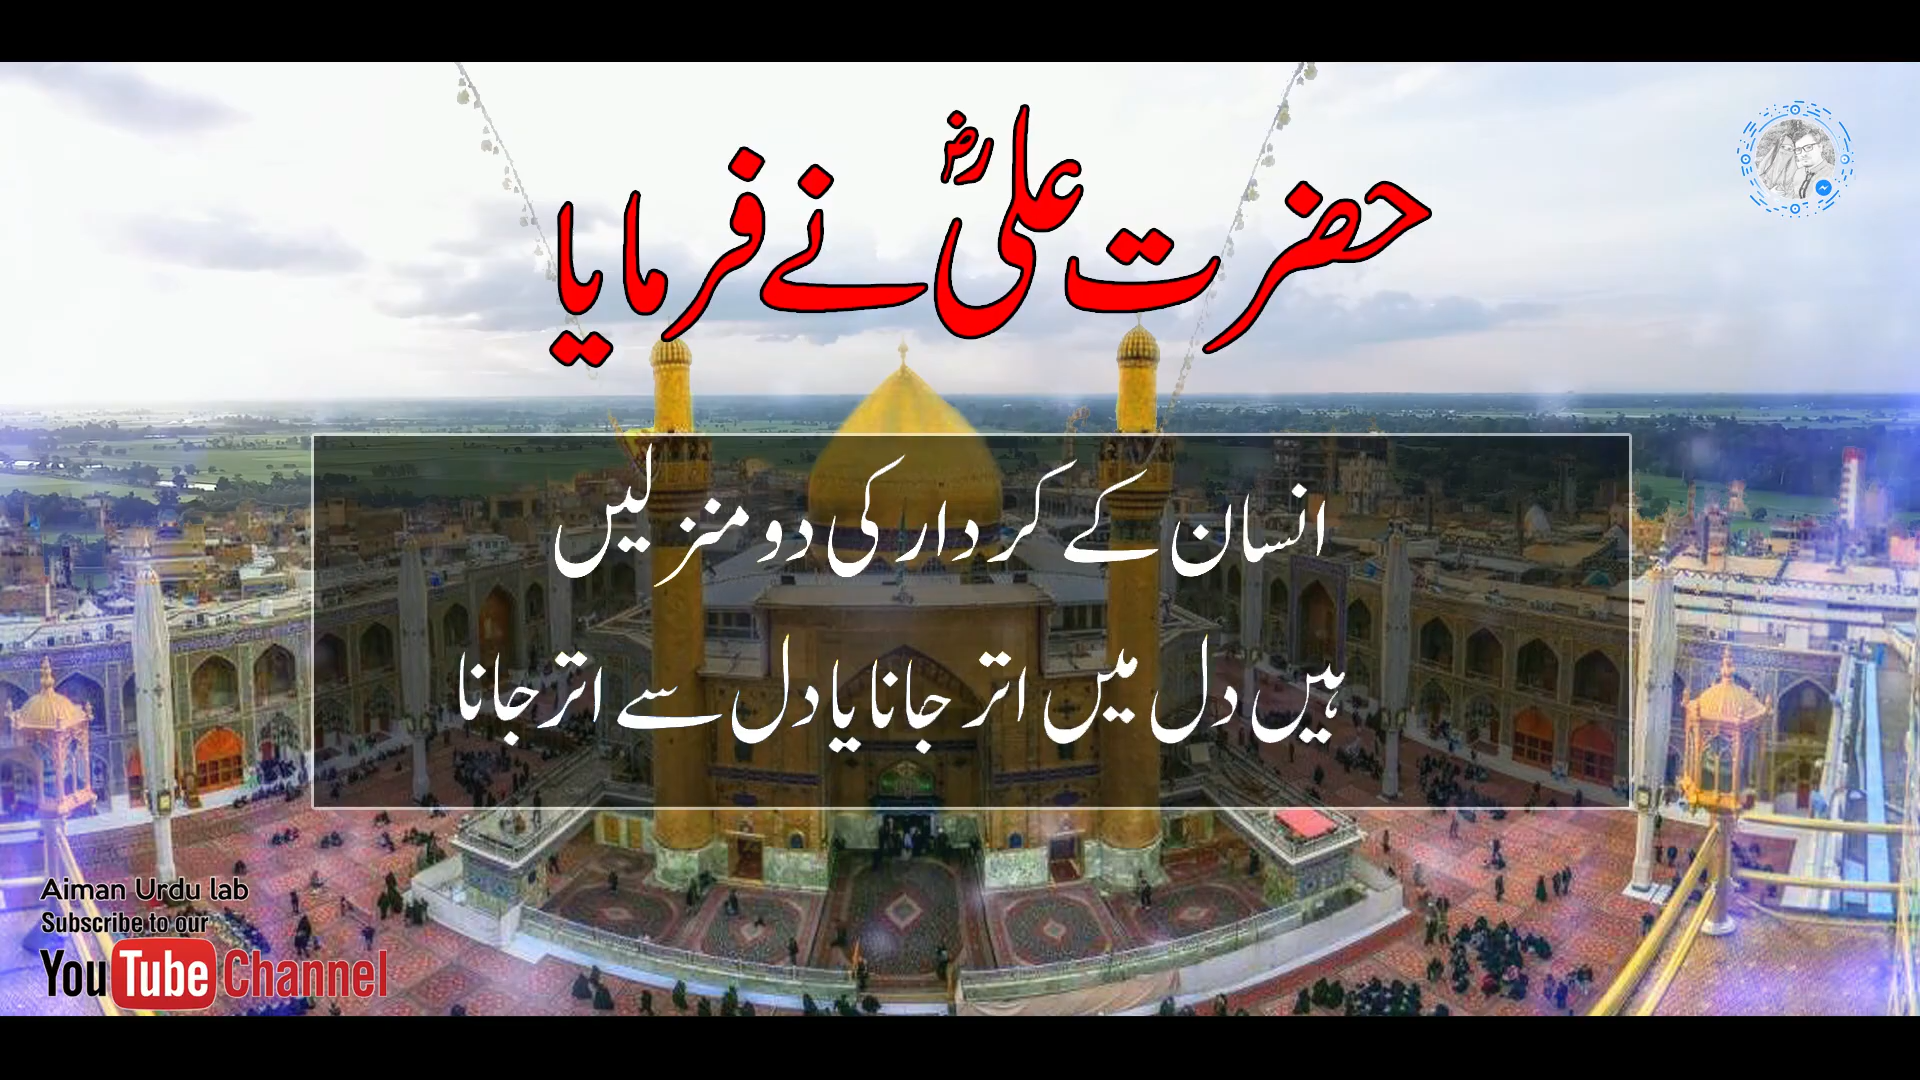 حضرت علیؓ نے فرمایا
انسان کے کردار کی دو منزلیں
ہیں دل میں اتر جانا یا دل سے اتر جانا
Aiman Urdu lab
Subscribe to our
YouTube Channel